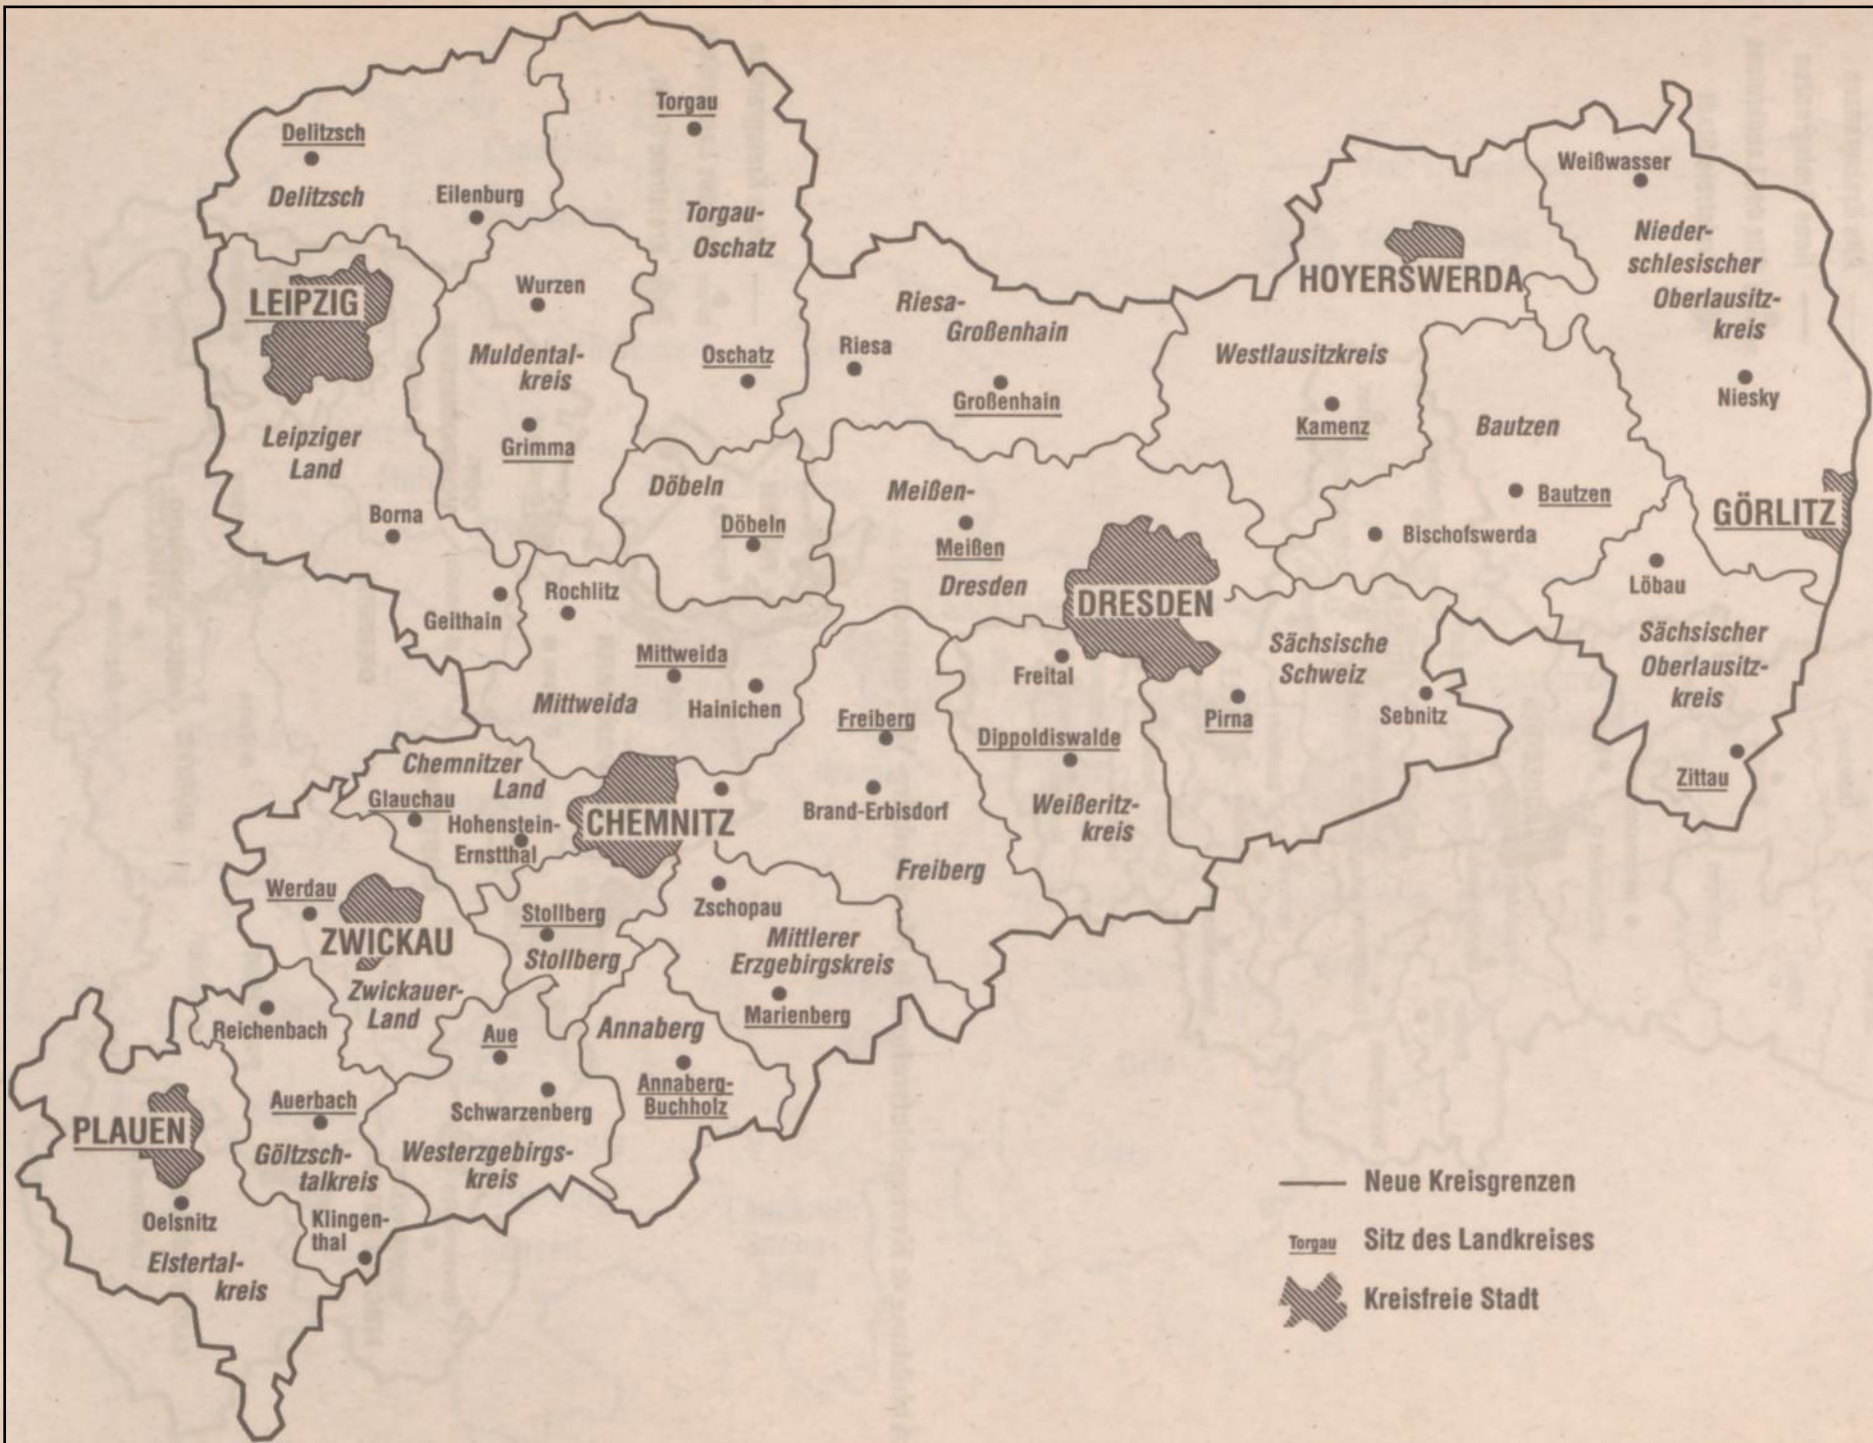 Torgau
Delitzsch
Delitzsch
Eilenburg
Torgau-
Oschatz
Weißwasser
Nieder-
schlesischer
Oberlausitz-
kreis
HOYERSWERDA
LEIPZIG
Wurzen
Muldental-
kreis
Oschatz
Riesa-
Großenhain
Riesa
Großenhain
Westlausitzkreis
Kamenz
Niesky
Leipziger
Land
Grimma
Döbeln
Döbeln
Meißen-
Meißen
Dresden
Bautzen
Bautzen
Bischofswerda
GÖRLITZ
Borna
Geithain
Rochlitz
DRESDEN
Löbau
Mittweida
Mittweida
Hainichen
Freital
Sächsische
Schweiz
Sächsischer
Oberlausitz-
kreis
Freiberg
Dippoldiswalde
Pirna
Sebnitz
Zittau
Chemnitzer
Land
Glauchau
Hohenstein-
Ernstthal
CHEMNITZ
Brand-Erbisdorf
Weißeritz-
kreis
Freiberg
Werdau
ZWICKAU
Stollberg
Stollberg
Zschopau
Mittlerer
Erzgebirgskreis
Marienberg
Zwickauer-
Land
Reichenbach
Aue
Annaberg
Annaberg-
Buchholz
Schwarzenberg
Auerbach
PLAUEN
Göltzsch-
talkreis
Westerzgebirgs-
kreis
Oelsnitz
Klingen-
thal
Elstertal-
kreis
Neue Kreisgrenzen
Torgau Sitz des Landkreises
Kreisfreie Stadt